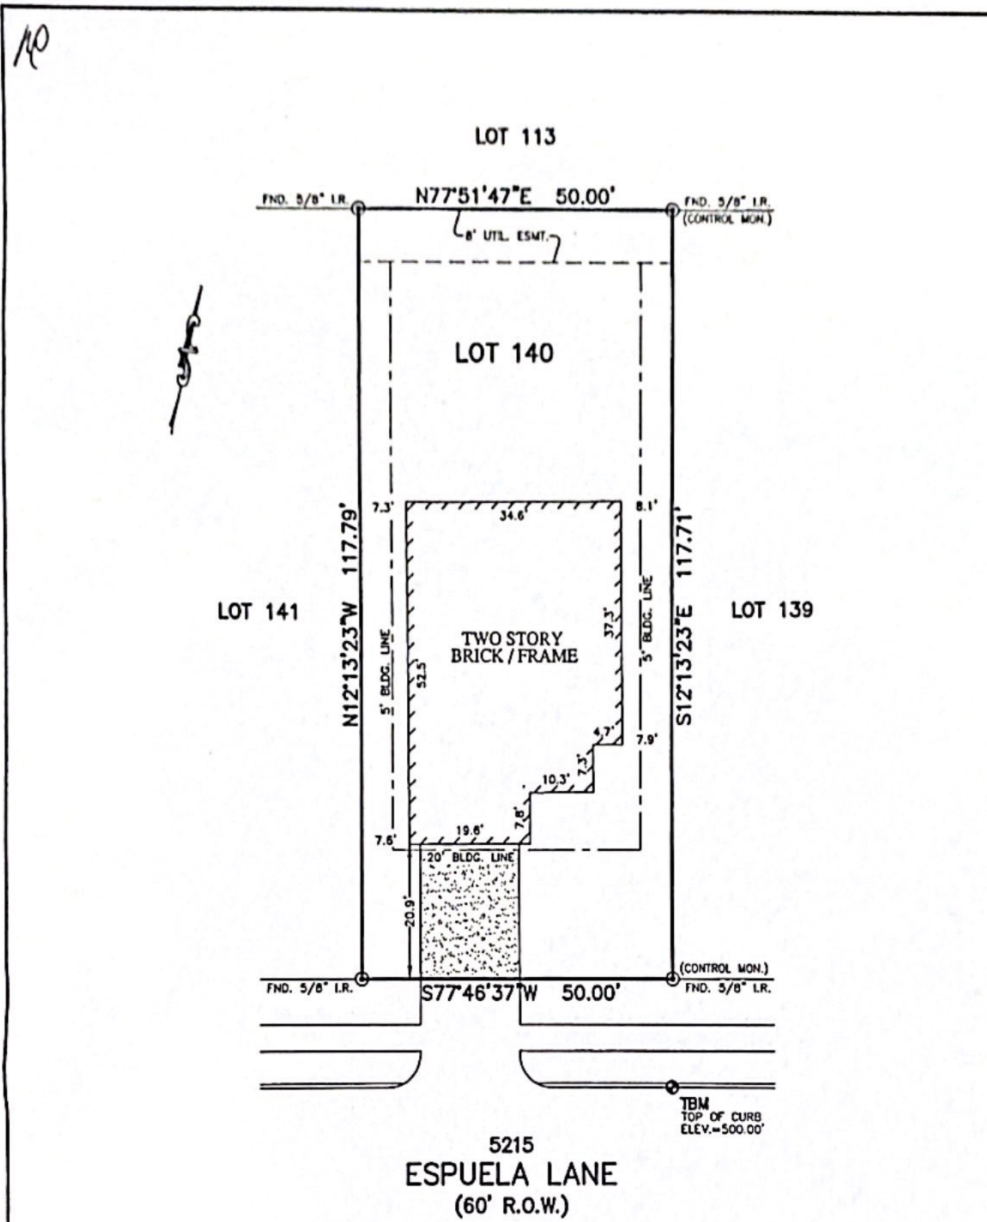 LOT 113
FND. 5/8" I.R.
N77°51'47"E 50.00'
FND. 5/8" I.R.
(CONTROL MON.)
8' UTIL. ESMT.
LOT 140
7.3'
34.6'
8.1'
N12°13'23"W 117.79'
S12°13'23"E 117.71'
LOT 141
LOT 139
5' BLDG. LINE
5' BLDG. LINE
TWO STORY
BRICK/FRAME
37.3'
52.5'
4.7'
7.9'
7.3'
10.3'
7.8'
19.6'
7.6'
20' BLDG. LINE
20.9'
(CONTROL MON.)
FND. 5/8" I.R.
S77°46'37"W 50.00'
FND. 5/8" I.R.
TBM
TOP OF CURB
ELEV.=500.00'
5215
ESPUELA LANE
(60' R.O.W.)